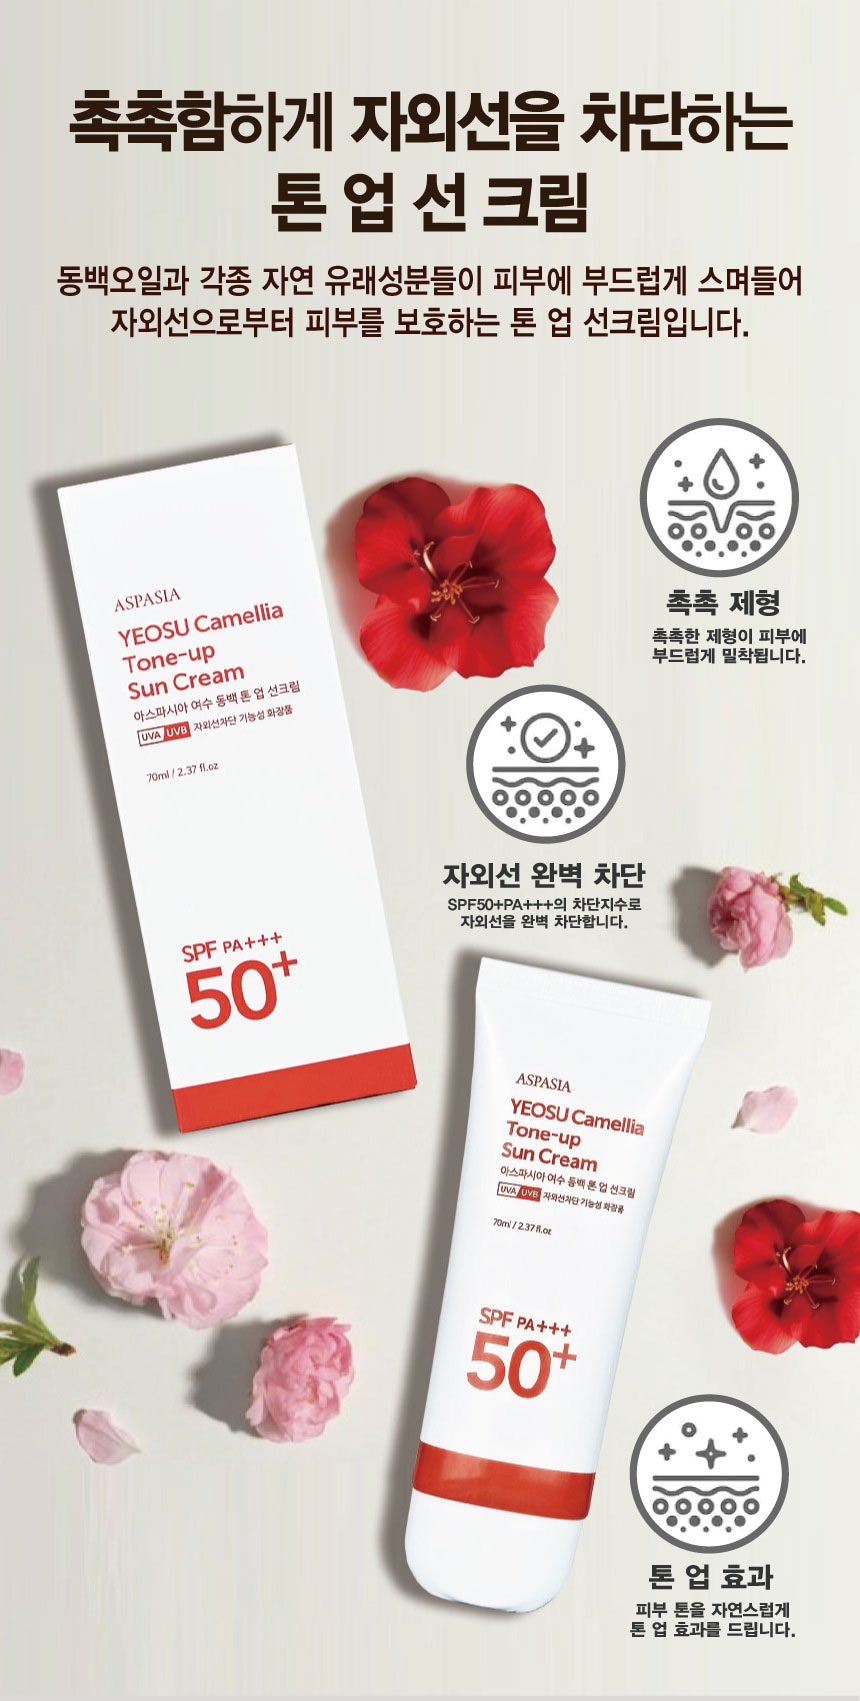 촉촉함하게 자외선을 차단하는
톤 업 선 크림
동백오일과 각종 자연 유래성분들이 피부에 부드럽게 스며들어
자외선으로부터 피부를 보호하는 톤 업 선크림입니다.
촉촉 제형
촉촉한 제형이 피부에
부드럽게 밀착됩니다.
ASPASIA
YEOSU Camellia
Tone-up
Sun Cream
아스파시아 여수 동백 톤 업 선크림
UVA UVB 자외선차단 기능성 화장품
70ml / 2.37 fl.oz
SPF PA+++
50+
자외선 완벽 차단
SPF50+PA+++의 차단지수로
자외선을 완벽 차단합니다.
ASPASIA
YEOSU Camellia
Tone-up
Sun Cream
아스파시아 여수 동백 톤 업 선크림
UVA UVB 자외선차단 기능성 화장품
70ml / 2.37 fl.oz
SPF PA+++
50+
톤 업 효과
피부 톤을 자연스럽게
톤 업 효과를 드립니다.